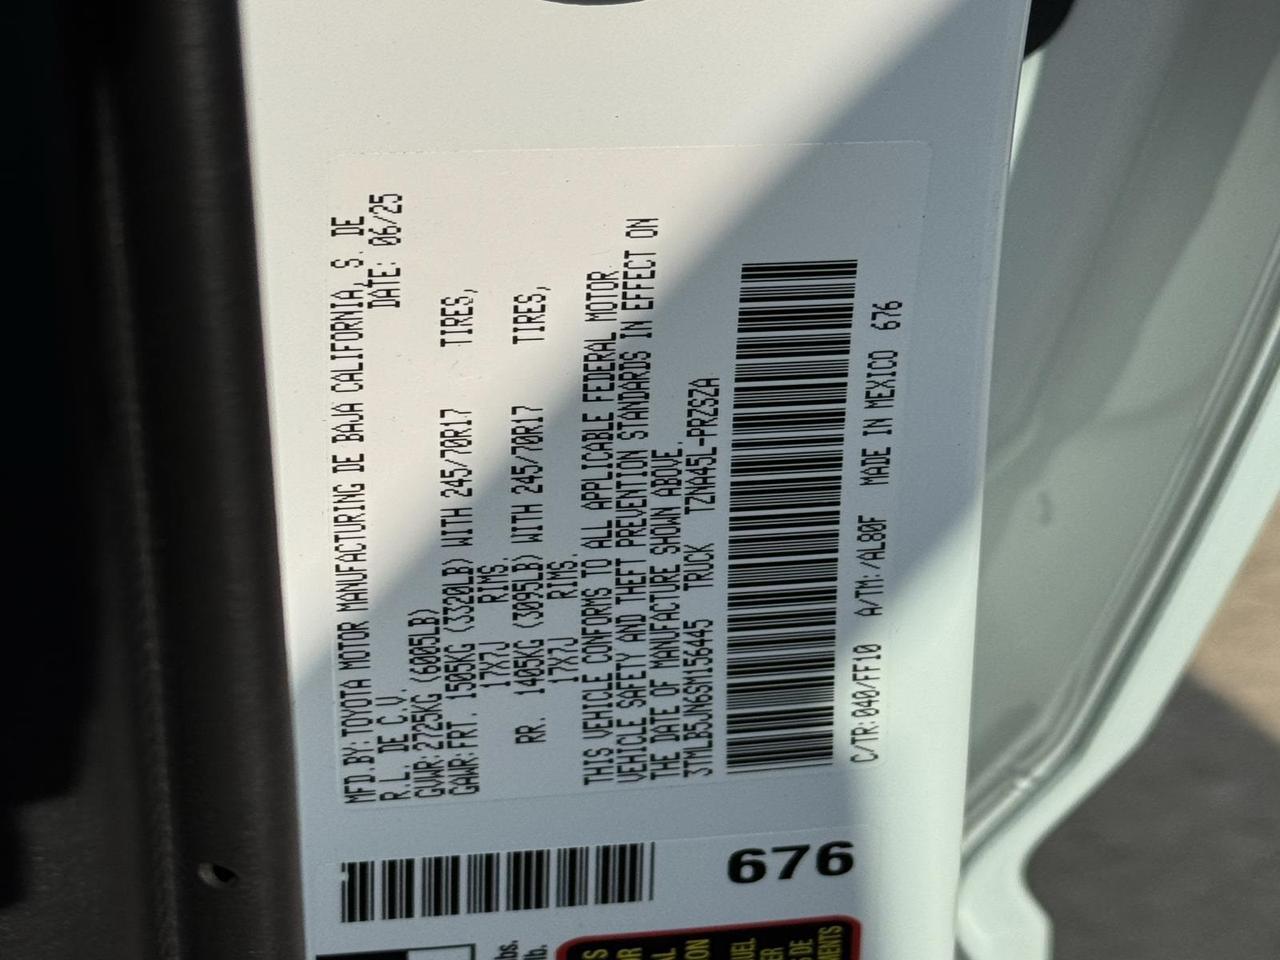 MFD.BY:TOYOTA MOTOR MANUFACTURING DE BAJA CALIFORNIA, S. DE
R.L. DE C.V. DATE: 06/25
GVWR:2725KG (6005LB)
GAWR:FRT. 1505KG (3320LB) WITH 245/70R17 TIRES,
17X7J RIMS.
RR. 1405KG (3095LB) WITH 245/70R17 TIRES,
17X7J RIMS.
THIS VEHICLE CONFORMS TO ALL APPLICABLE FEDERAL MOTOR
VEHICLE SAFETY AND THEFT PREVENTION STANDARDS IN EFFECT ON
THE DATE OF MANUFACTURE SHOWN ABOVE.
3TMLB5JN6SM156445 TRUCK TZNA45L-PRZSZA
C/TR:040/FF10 A/TM:/AL80F MADE IN MEXICO 676
676